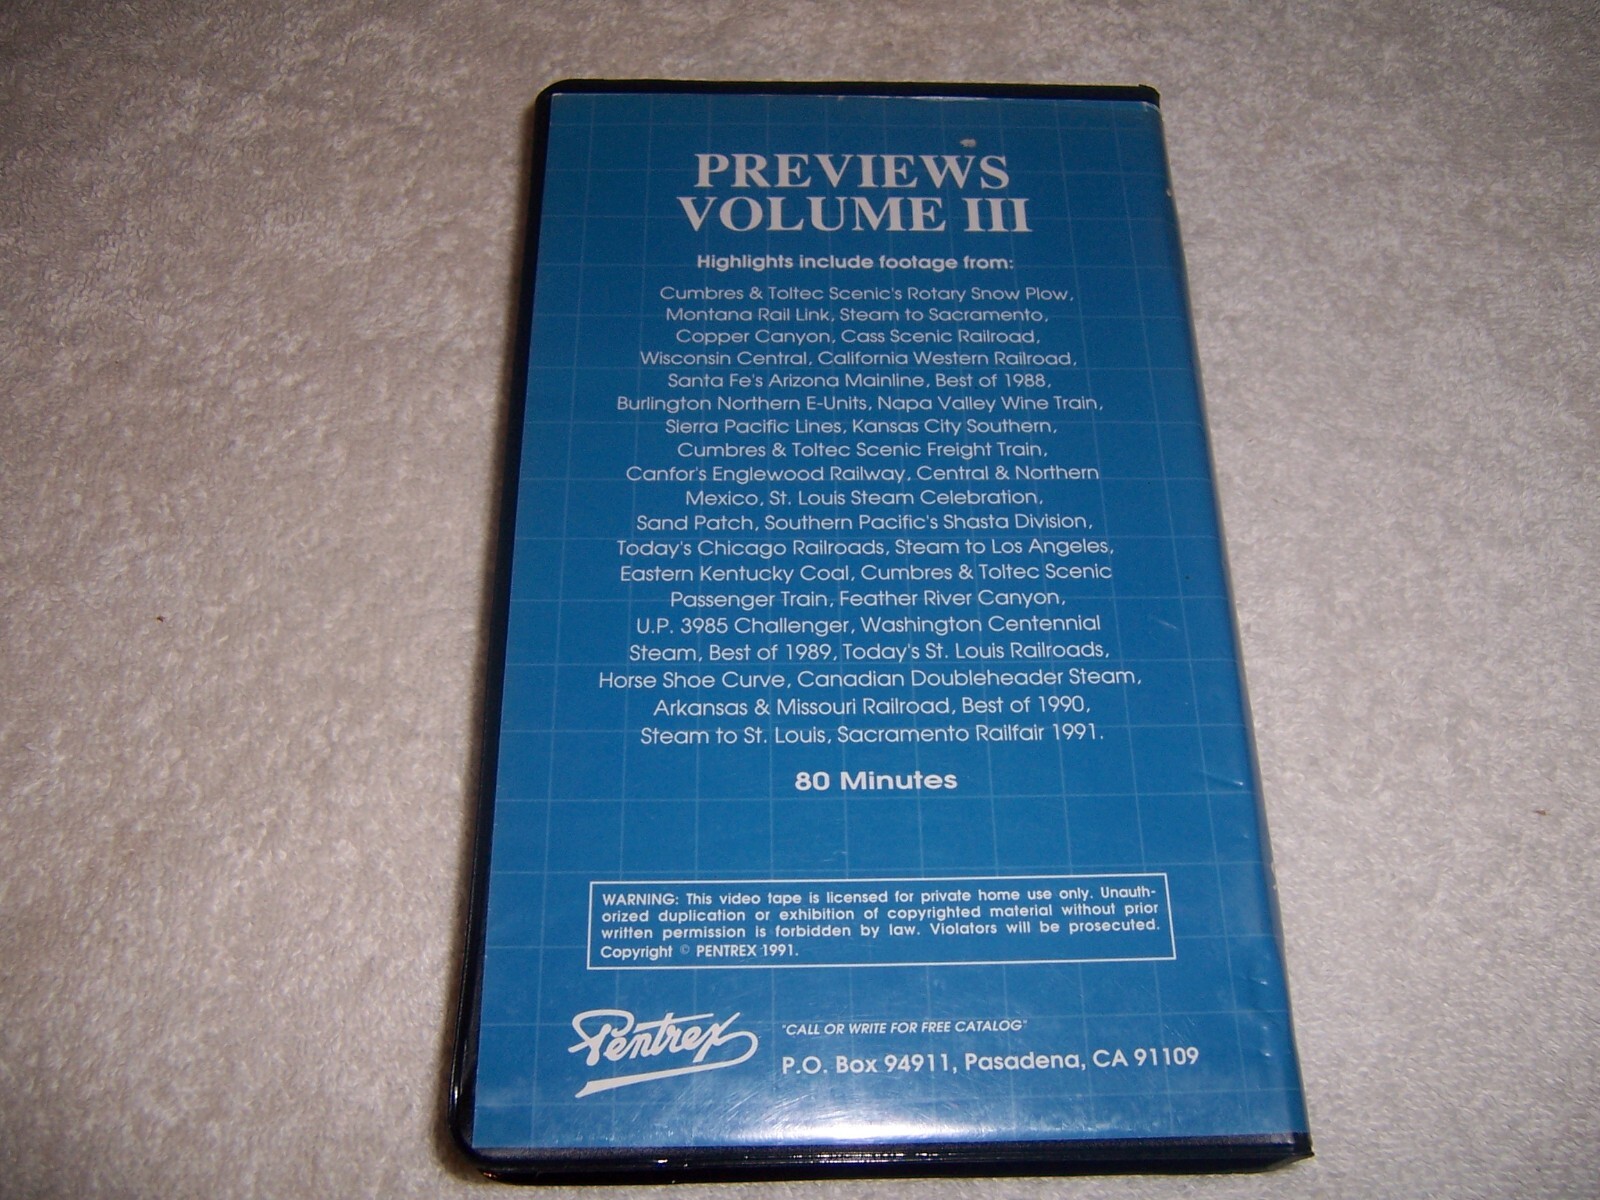 PREVIEWS
VOLUME III
Highlights include footage from:
Cumbres & Toltec Scenic's Rotary Snow Plow,
Montana Rail Link, Steam to Sacramento,
Copper Canyon, Cass Scenic Railroad,
Wisconsin Central, California Western Railroad,
Santa Fe's Arizona Mainline, Best of 1988,
Burlington Northern E-Units, Napa Valley Wine Train,
Sierra Pacific Lines, Kansas City Southern,
Cumbres & Toltec Scenic Freight Train,
Canfor's Englewood Railway, Central & Northern
Mexico, St. Louis Steam Celebration,
Sand Patch, Southern Pacific's Shasta Division,
Today's Chicago Railroads, Steam to Los Angeles,
Eastern Kentucky Coal, Cumbres & Toltec Scenic
Passenger Train, Feather River Canyon,
U.P. 3985 Challenger, Washington Centennial
Steam, Best of 1989, Today's St. Louis Railroads,
Horse Shoe Curve, Canadian Doubleheader Steam,
Arkansas & Missouri Railroad, Best of 1990,
Steam to St. Louis, Sacramento Railfair 1991.
80 Minutes
WARNING: This video tape is licensed for private home use only. Unauth-
orized duplication or exhibition of copyrighted material without prior
written permission is forbidden by law. Violators will be prosecuted.
Copyright © PENTREX 1991.
Pentrex
"CALL OR WRITE FOR FREE CATALOG"
P.O. Box 94911, Pasadena, CA 91109